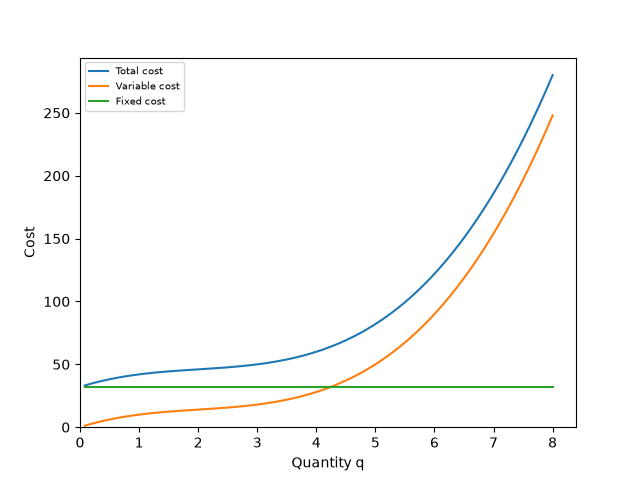 Total cost
Variable cost
Fixed cost
250
200
150
100
50
0
Cost
0 1 2 3 4 5 6 7 8
Quantity q